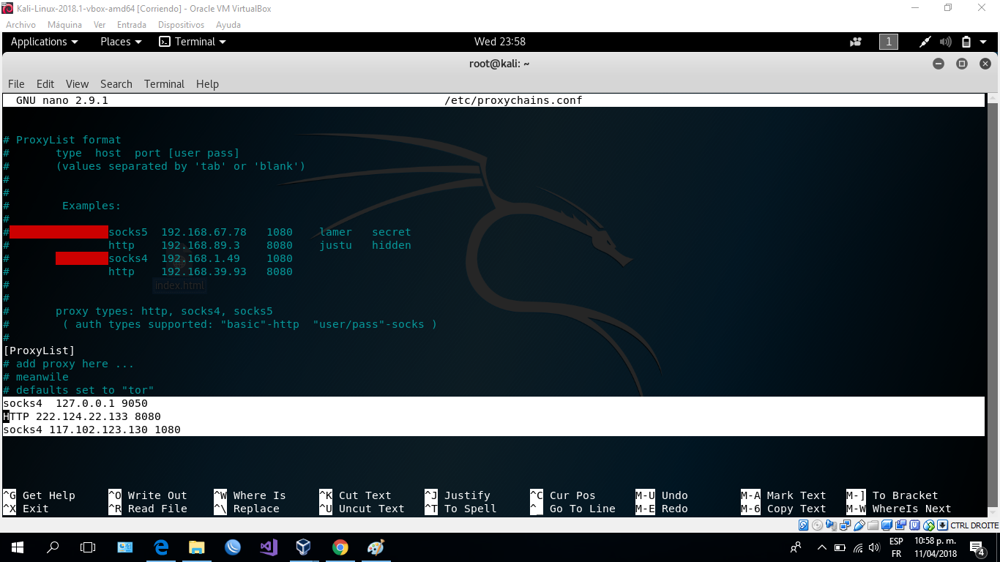 Kali-Linux-2018.1-vbox-amd64 [Corriendo] - Oracle VM VirtualBox
Archivo Máquina Ver Entrada Dispositivos Ayuda
Applications Places Terminal Wed 23:58 1
root@kali: ~
File Edit View Search Terminal Help
GNU nano 2.9.1 /etc/proxychains.conf
# ProxyList format
#       type  host  port [user pass]
#       (values separated by 'tab' or 'blank')
#
#
#        Examples:
#
#               socks5  192.168.67.78   1080    lamer   secret
#               http    192.168.89.3    8080    justu   hidden
#               socks4  192.168.1.49    1080
#               http    192.168.39.93   8080
index.html
#
#
#       proxy types: http, socks4, socks5
#        ( auth types supported: "basic"-http  "user/pass"-socks )
#
[ProxyList]
# add proxy here ...
# meanwile
# defaults set to "tor"
socks4  127.0.0.1 9050
HTTP 222.124.22.133 8080
socks4 117.102.123.130 1080
^G Get Help ^O Write Out ^W Where Is ^K Cut Text ^J Justify ^C Cur Pos M-U Undo M-A Mark Text M-] To Bracket
^X Exit ^R Read File ^\ Replace ^U Uncut Text ^T To Spell ^_ Go To Line M-E Redo M-6 Copy Text M-W WhereIs Next
CTRL DROITE
ESP 10:58 p. m.
FR 11/04/2018 4